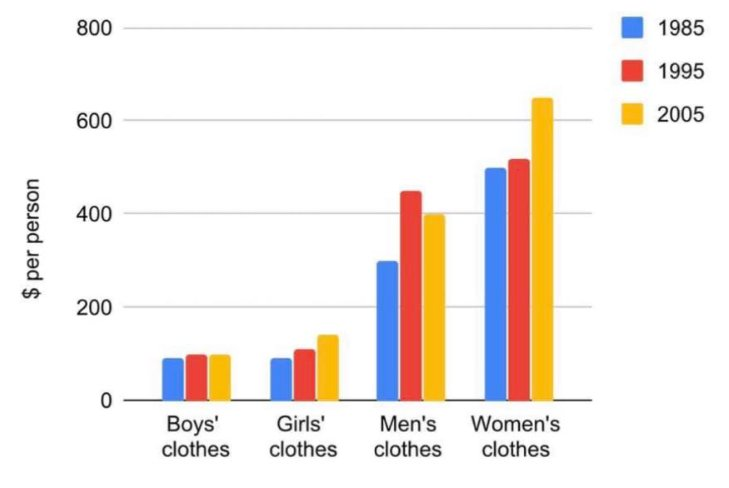 800
600
400
200
0
$ per person
Boys'
clothes
Girls'
clothes
Men's
clothes
Women's
clothes
1985
1995
2005